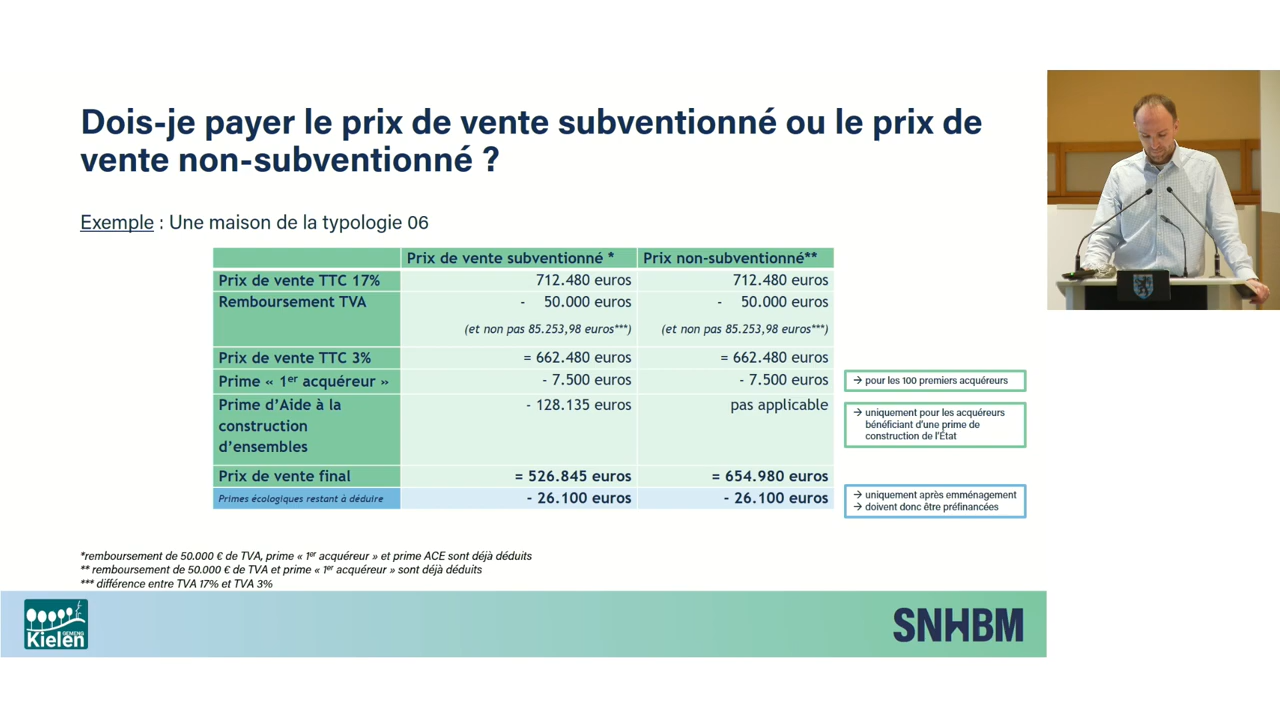 Dois-je payer le prix de vente subventionné ou le prix de
vente non-subventionné ?
Exemple : Une maison de la typologie 06
Prix de vente subventionné * Prix non-subventionné**
Prix de vente TTC 17% 712.480 euros 712.480 euros
Remboursement TVA - 50.000 euros - 50.000 euros
(et non pas 85.253,98 euros***) (et non pas 85.253,98 euros***)
Prix de vente TTC 3% = 662.480 euros = 662.480 euros
Prime « 1er acquéreur » - 7.500 euros - 7.500 euros
→ pour les 100 premiers acquéreurs
Prime d’Aide à la - 128.135 euros pas applicable
construction
d’ensembles
→ uniquement pour les acquéreurs
bénéficiant d’une prime de
construction de l’État
Prix de vente final = 526.845 euros = 654.980 euros
Primes écologiques restant à déduire - 26.100 euros - 26.100 euros
→ uniquement après emménagement
→ doivent donc être préfinancées
*remboursement de 50.000 € de TVA, prime « 1er acquéreur » et prime ACE sont déjà déduits
** remboursement de 50.000 € de TVA et prime « 1er acquéreur » sont déjà déduits
*** différence entre TVA 17% et TVA 3%
GEMENG
Kielen
SNHBM